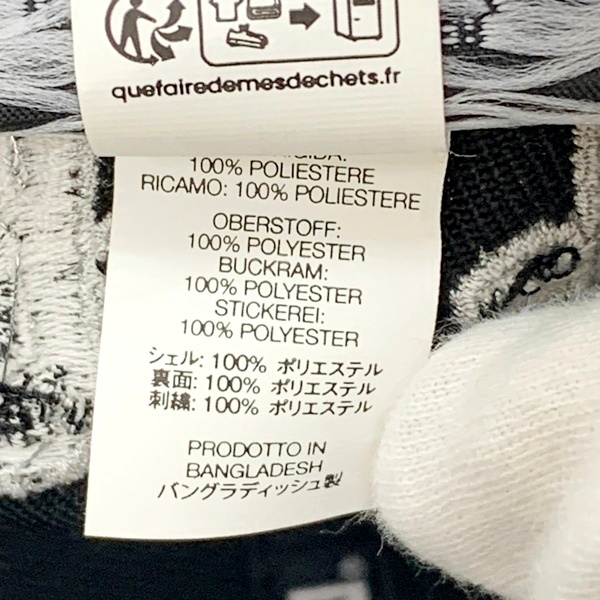 quefairedemesdechets.fr
100% POLIESTERE
RICAMO: 100% POLIESTERE
OBERSTOFF:
100% POLYESTER
BUCKRAM:
100% POLYESTER
STICKEREI:
100% POLYESTER
シェル: 100% ポリエステル
裏面: 100% ポリエステル
刺繍: 100% ポリエステル
PRODOTTO IN
BANGLADESH
バングラディッシュ製